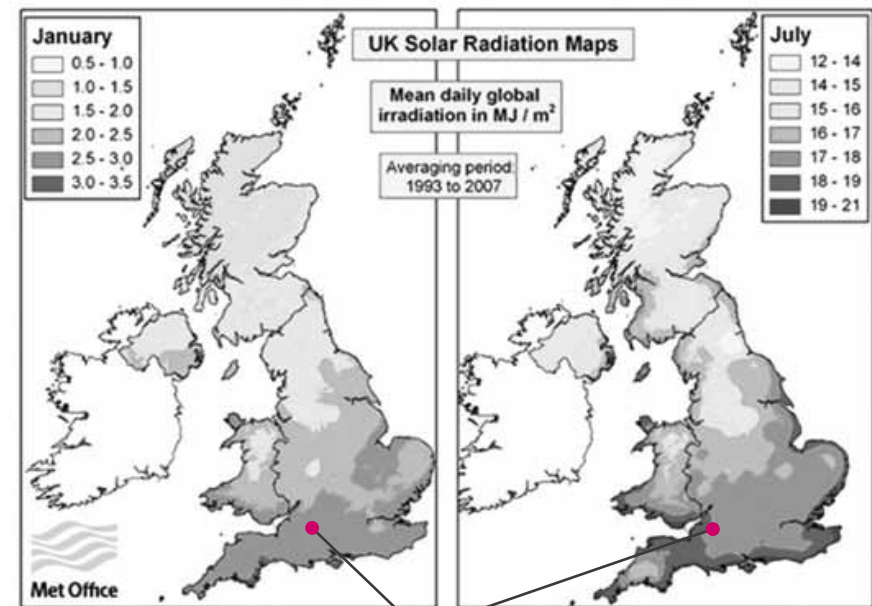 January
0.5 - 1.0
1.0 - 1.5
1.5 - 2.0
2.0 - 2.5
2.5 - 3.0
3.0 - 3.5
UK Solar Radiation Maps
Mean daily global
irradiation in MJ / m²
Averaging period:
1993 to 2007
July
12 - 14
14 - 15
15 - 16
16 - 17
17 - 18
18 - 19
19 - 21
Met Office